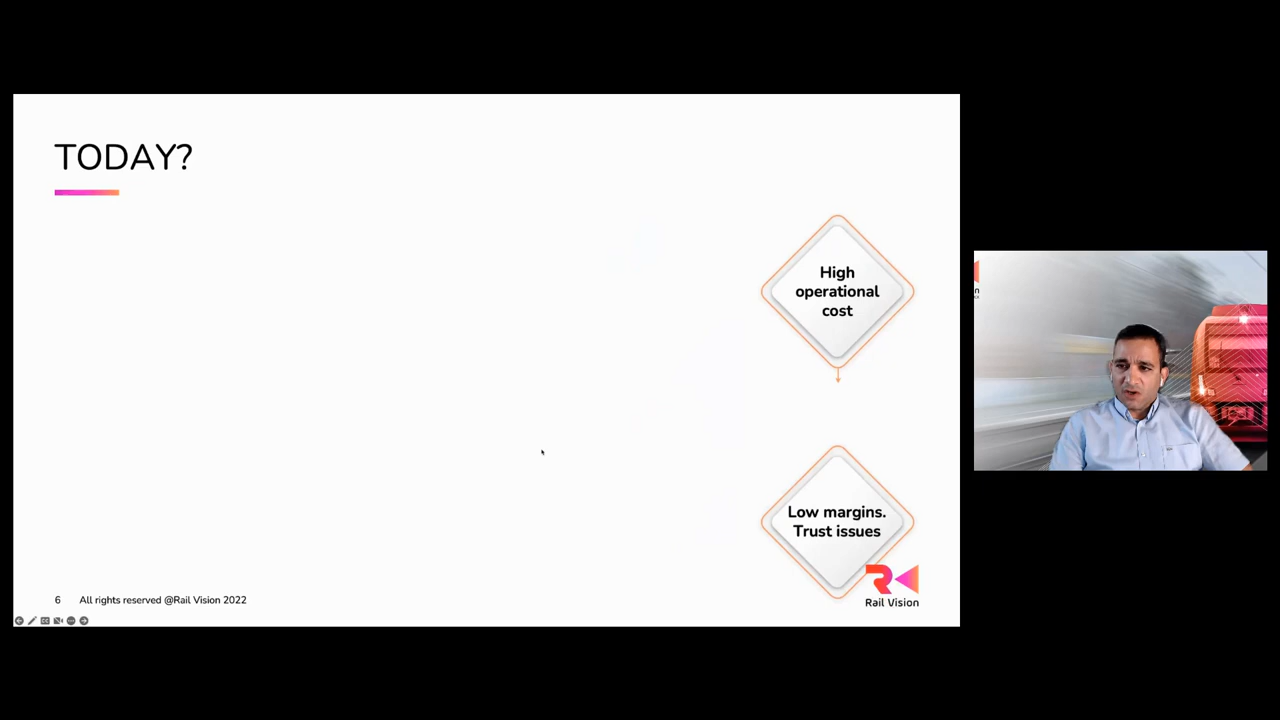 TODAY?
High
operational
cost
Low margins.
Trust issues
Rail Vision
6 All rights reserved @Rail Vision 2022